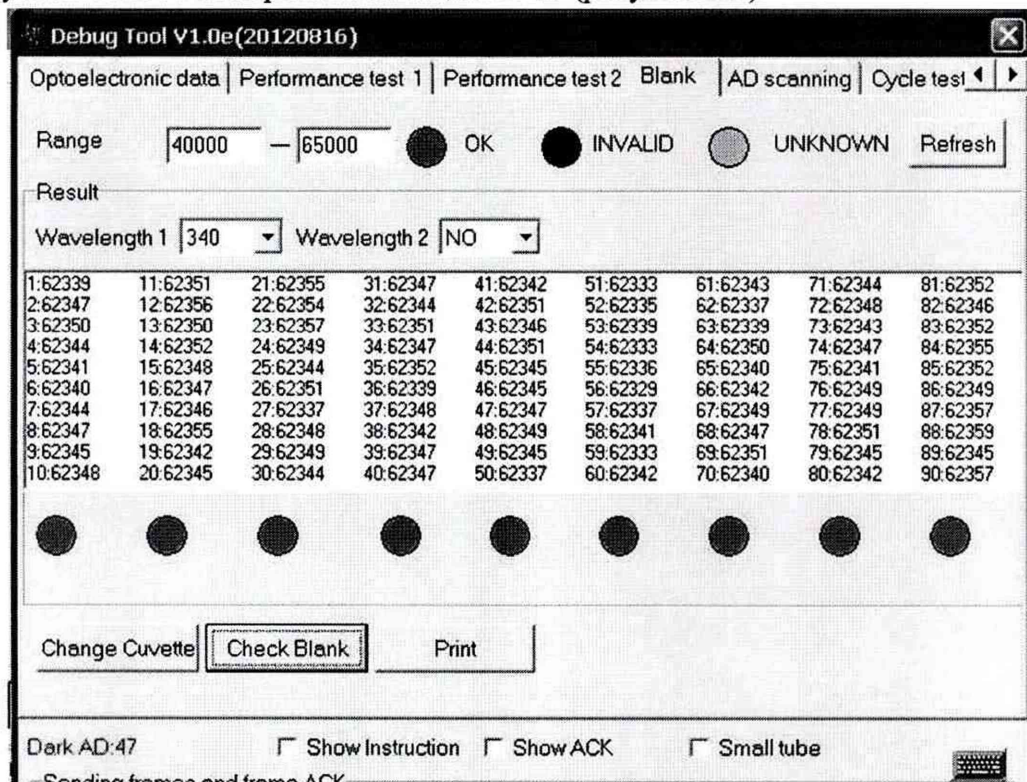 Debug Tool V1.0e(20120816)
Optoelectronic data Performance test 1 Performance test 2 Blank AD scanning Cycle test
Range 40000 — 65000 OK INVALID UNKNOWN Refresh
Result
Wavelength 1 340 Wavelength 2 NO
1:62339 11:62351 21:62355 31:62347 41:62342 51:62333 61:62343 71:62344 81:62352
2:62347 12:62356 22:62354 32:62344 42:62351 52:62335 62:62337 72:62348 82:62346
3:62350 13:62350 23:62357 33:62351 43:62346 53:62339 63:62339 73:62343 83:62352
4:62344 14:62352 24:62349 34:62347 44:62351 54:62333 64:62350 74:62347 84:62355
5:62341 15:62348 25:62344 35:62352 45:62345 55:62336 65:62340 75:62341 85:62352
6:62340 16:62347 26:62351 36:62339 46:62345 56:62329 66:62342 76:62349 86:62349
7:62344 17:62346 27:62337 37:62348 47:62347 57:62337 67:62349 77:62349 87:62357
8:62347 18:62355 28:62348 38:62342 48:62349 58:62341 68:62347 78:62351 88:62359
9:62345 19:62342 29:62349 39:62347 49:62345 59:62333 69:62351 79:62345 89:62345
10:62348 20:62345 30:62344 40:62347 50:62337 60:62342 70:62340 80:62342 90:62357
Change Cuvette Check Blank Print
Dark AD:47 Show Instruction Show ACK Small tube
Sending frames and frame ACK